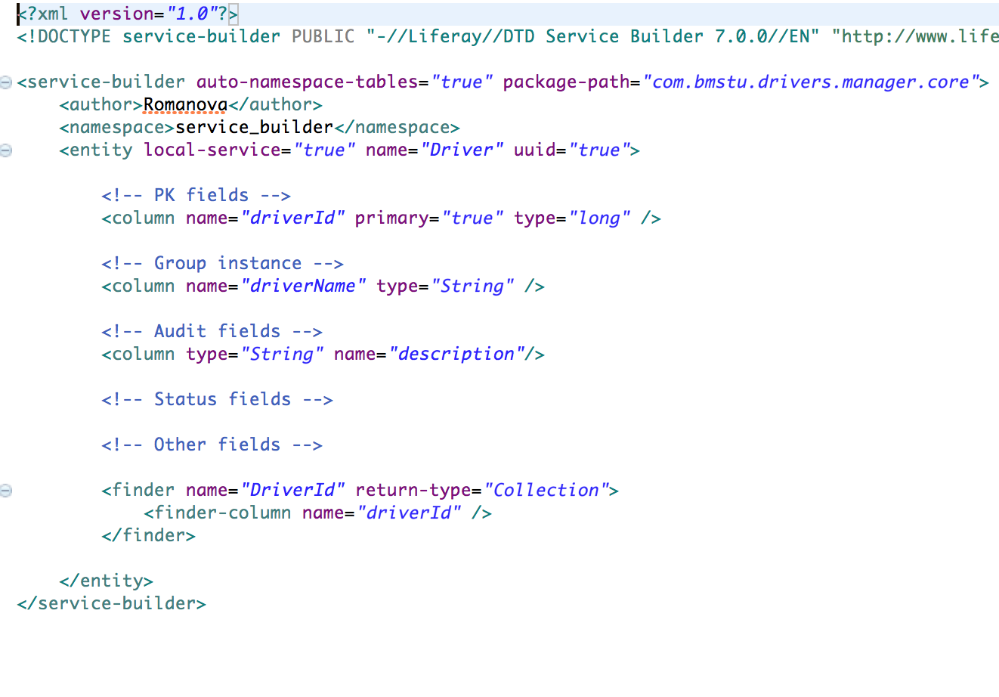 <?xml version="1.0"?>
<!DOCTYPE service-builder PUBLIC "-//Liferay//DTD Service Builder 7.0.0//EN" "http://www.life
<service-builder auto-namespace-tables="true" package-path="com.bmstu.drivers.manager.core">
<author>Romanova</author>
<namespace>service_builder</namespace>
<entity local-service="true" name="Driver" uuid="true">
<!-- PK fields -->
<column name="driverId" primary="true" type="long" />
<!-- Group instance -->
<column name="driverName" type="String" />
<!-- Audit fields -->
<column type="String" name="description"/>
<!-- Status fields -->
<!-- Other fields -->
<finder name="DriverId" return-type="Collection">
<finder-column name="driverId" />
</finder>
</entity>
</service-builder>